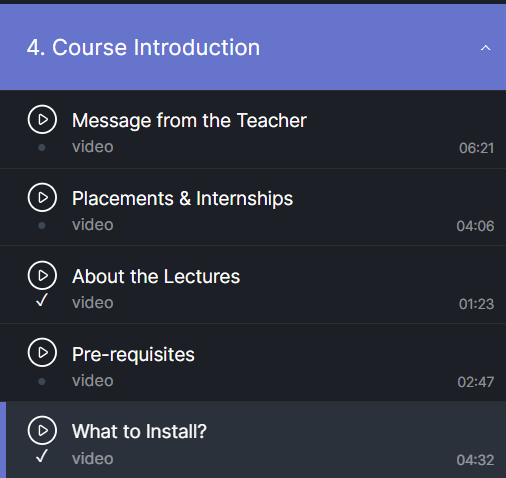 4. Course Introduction
Message from the Teacher
video
06:21
Placements & Internships
video
04:06
About the Lectures
video
01:23
Pre-requisites
video
02:47
What to Install?
video
04:32